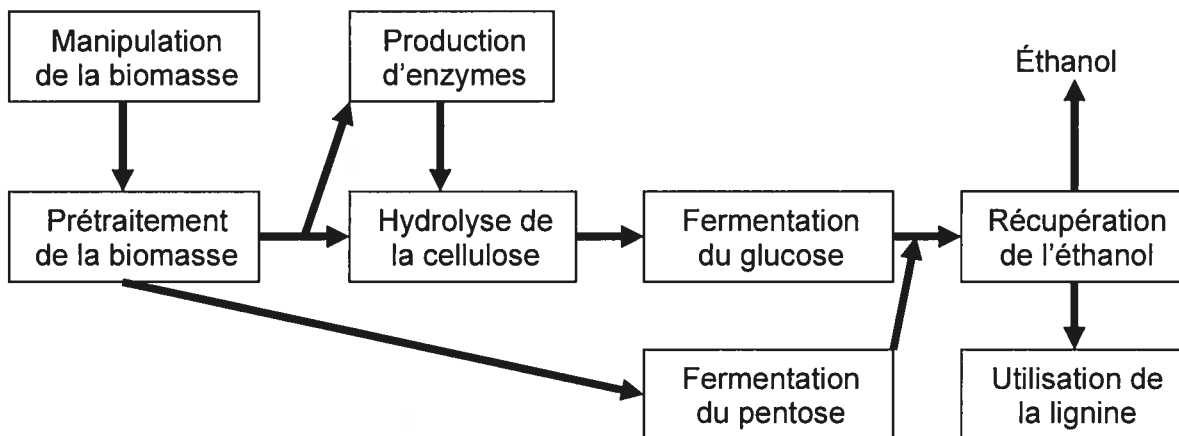 Manipulation
de la biomasse
Production
d'enzymes
Éthanol
Prétraitement
de la biomasse
Hydrolyse de
la cellulose
Fermentation
du glucose
Récupération
de l'éthanol
Fermentation
du pentose
Utilisation de
la lignine